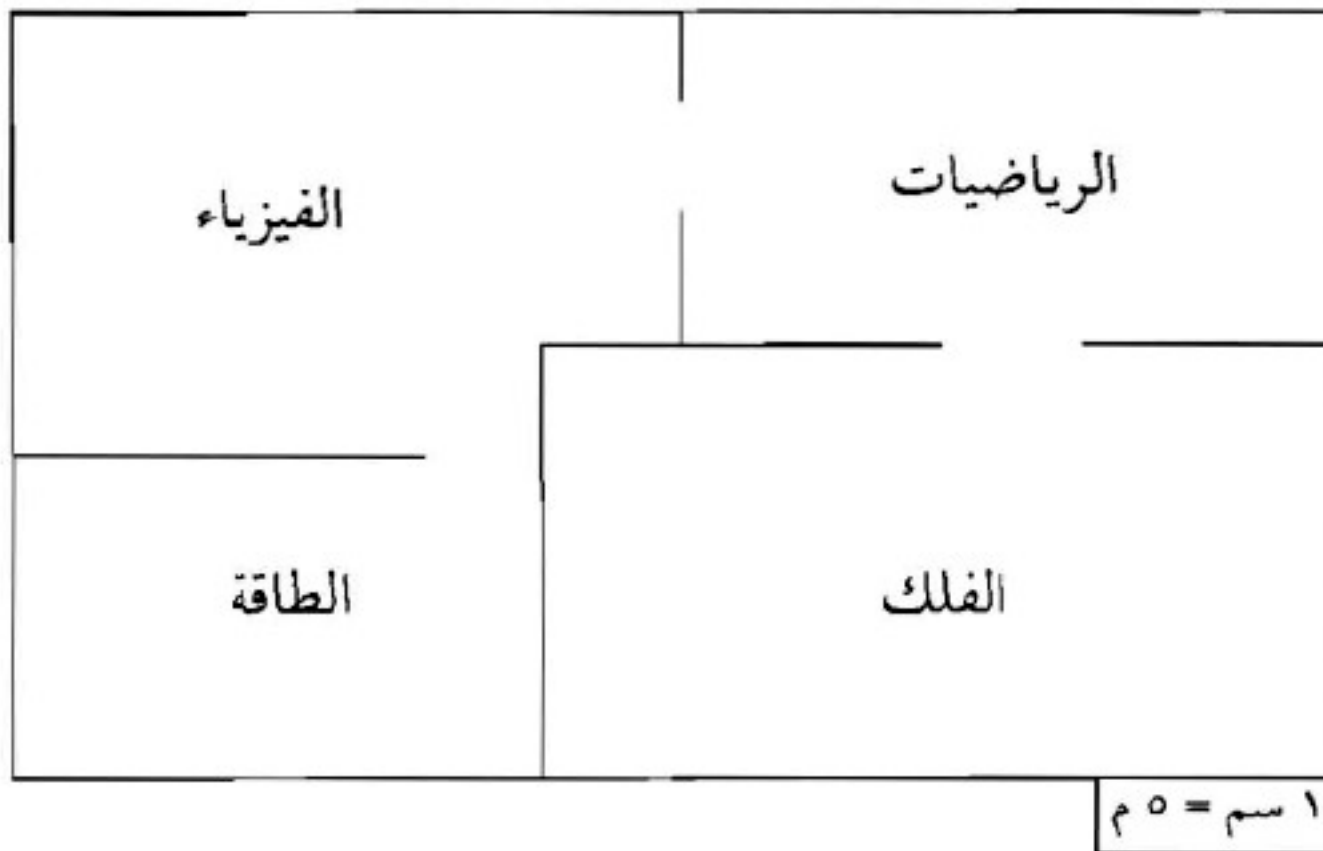 الرياضيات
الفيزياء
الفلك
الطاقة
١ سم = ٥ م